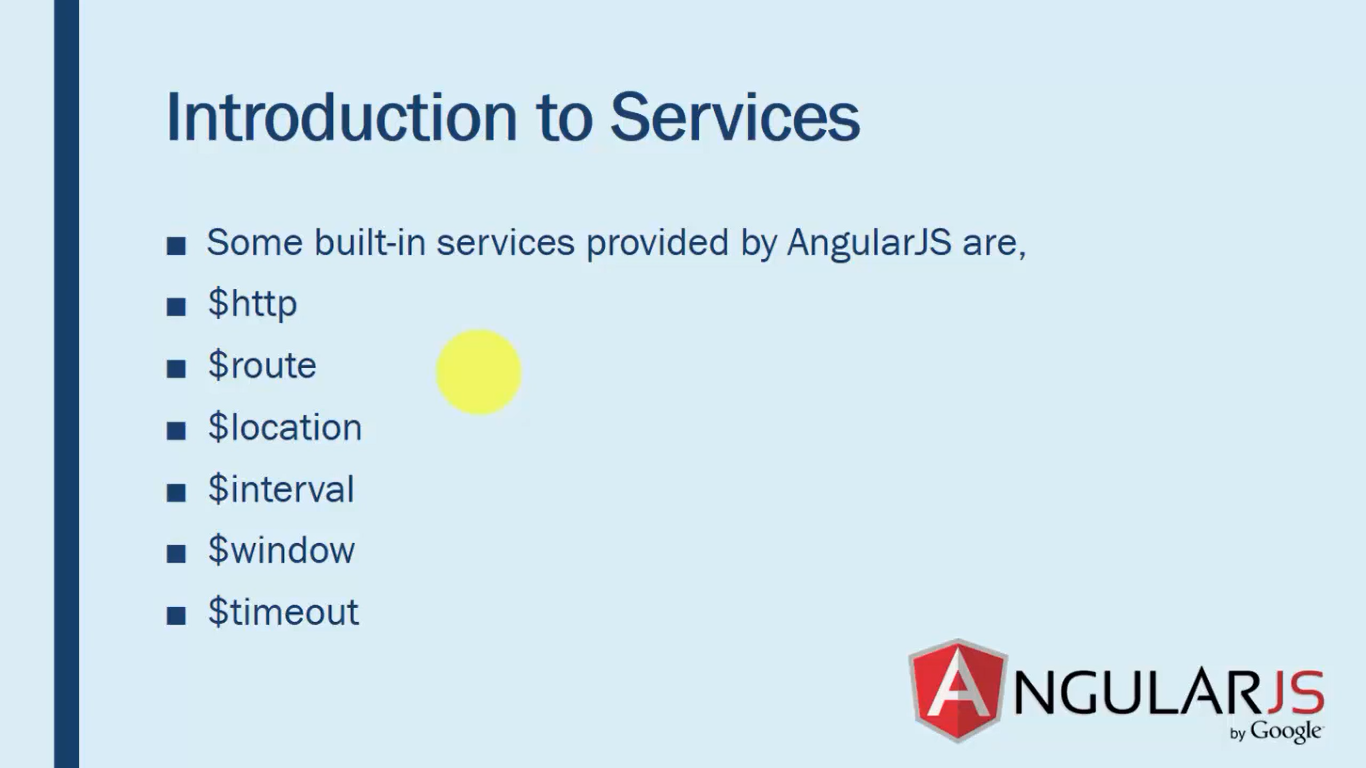 Introduction to Services
■ Some built-in services provided by AngularJS are,
■ $http
■ $route
■ $location
■ $interval
■ $window
■ $timeout
ANGULARJS
by Google